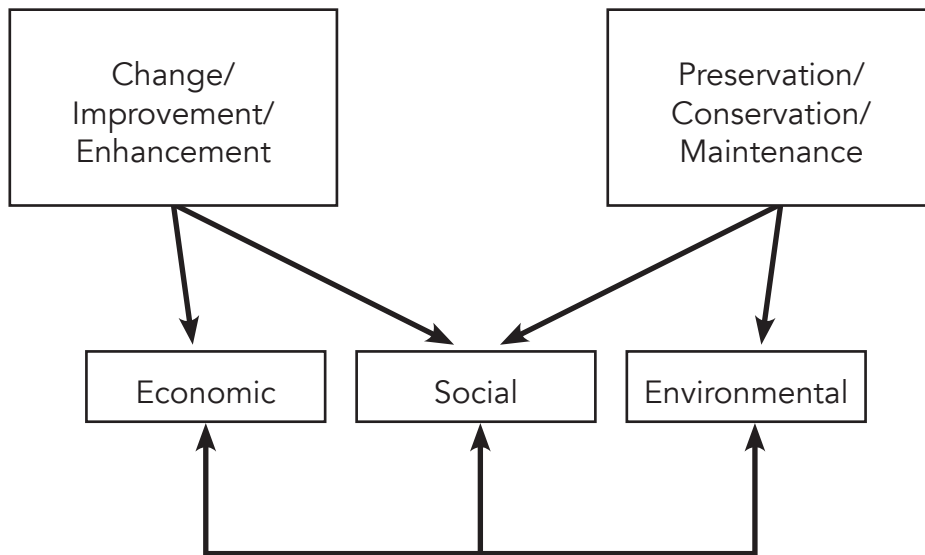 Change/
Improvement/
Enhancement
Preservation/
Conservation/
Maintenance
Economic
Social
Environmental